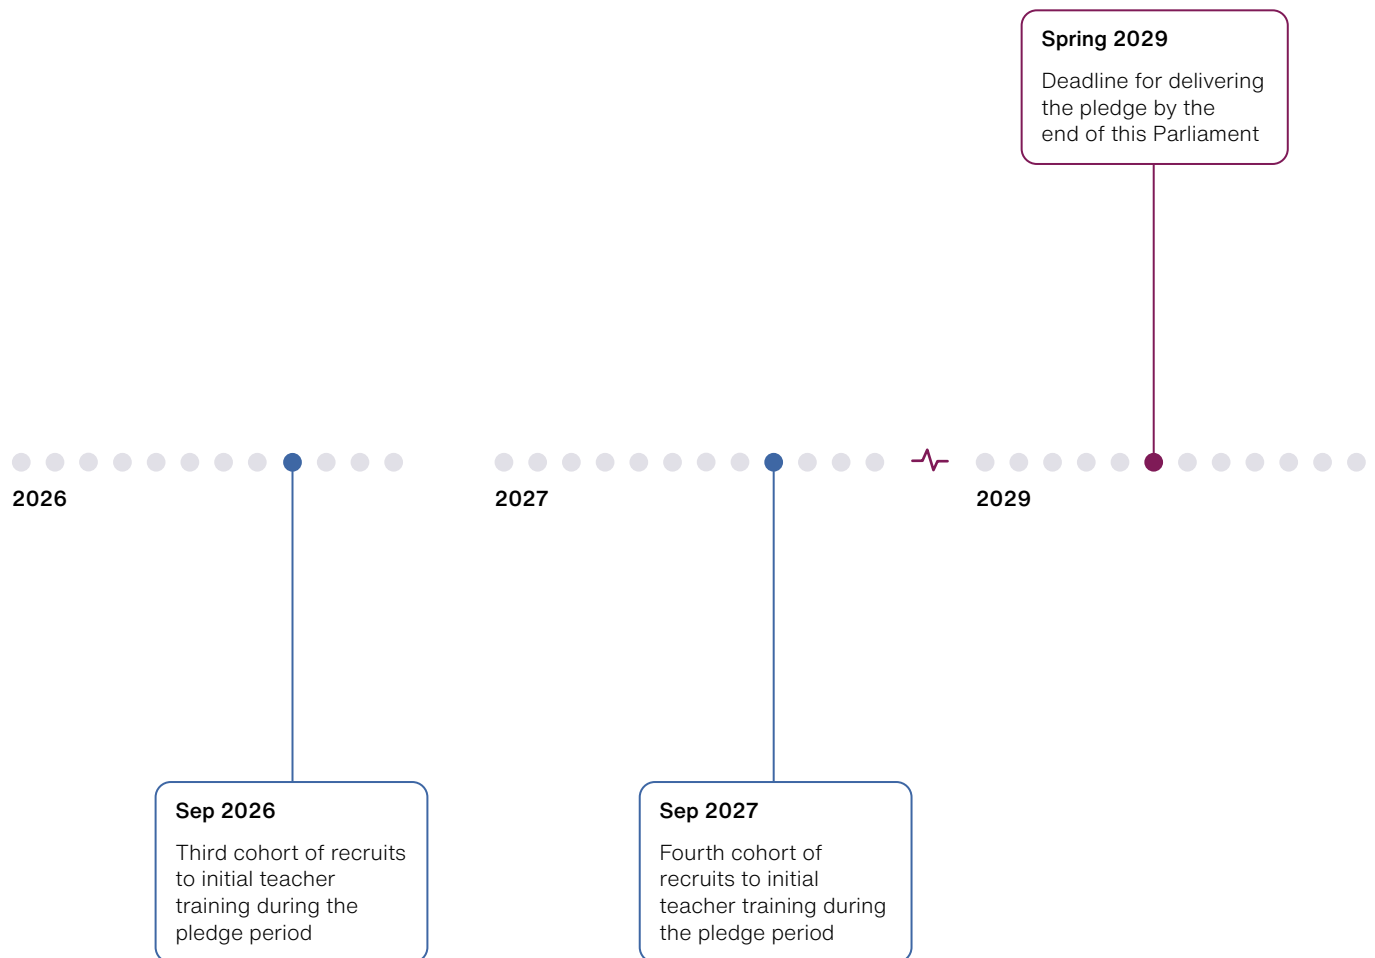 Spring 2029
Deadline for delivering
the pledge by the
end of this Parliament
2026
2027
2029
Sep 2026
Third cohort of recruits
to initial teacher
training during the
pledge period
Sep 2027
Fourth cohort of
recruits to initial
teacher training during
the pledge period